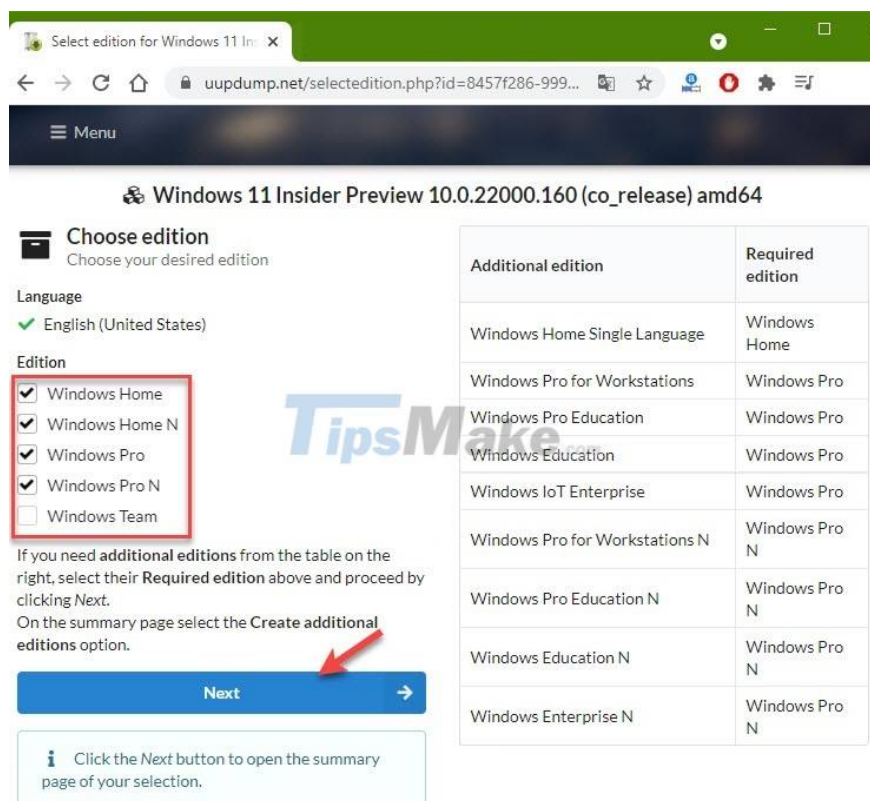 Select edition for Windows 11 In
uupdump.net/selectedition.php?id=8457f286-999...
Menu
Windows 11 Insider Preview 10.0.22000.160 (co_release) amd64
Choose edition
Choose your desired edition
Language
English (United States)
Edition
Windows Home
Windows Home N
Windows Pro
Windows Pro N
Windows Team
If you need additional editions from the table on the
right, select their Required edition above and proceed by
clicking Next.
On the summary page select the Create additional
editions option.
Next
i Click the Next button to open the summary
page of your selection.
Additional edition
Required
edition
Windows Home Single Language
Windows
Home
Windows Pro for Workstations
Windows Pro
Windows Pro Education
Windows Pro
Windows Education
Windows Pro
Windows IoT Enterprise
Windows Pro
Windows Pro for Workstations N
Windows Pro
N
Windows Pro Education N
Windows Pro
N
Windows Education N
Windows Pro
N
Windows Enterprise N
Windows Pro
N
TipsMake.com